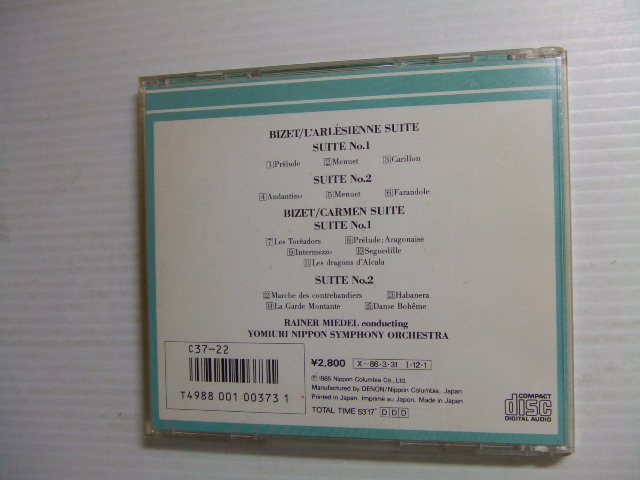 BIZET/L'ARLÉSIENNE SUITE
SUITE No.1
1 Prélude 2 Menuet 3 Carillon
SUITE No.2
4 Andantino 5 Menuet 6 Farandole
BIZET/CARMEN SUITE
SUITE No.1
7 Les Toréadors 8 Prélude; Aragonaise
9 Intermezzo 10 Seguedille
11 Les dragons d'Alcala
SUITE No.2
12 Marche des contrebandiers 13 Habanera
14 La Garde Montante 15 Danse Bohême
RAINER MIEDEL conducting
YOMIURI NIPPON SYMPHONY ORCHESTRA
C37-22
T4988 001 00373 1
¥2,800 X-86·3·31 I·12·1
Ⓟ 1985 Nippon Columbia Co., Ltd.
Manufactured by DENON/Nippon Columbia, Japan
Printed in Japan. Imprimé au Japon. Made in Japan
TOTAL TIME 53'17" D D D
COMPACT
disc
DIGITAL AUDIO